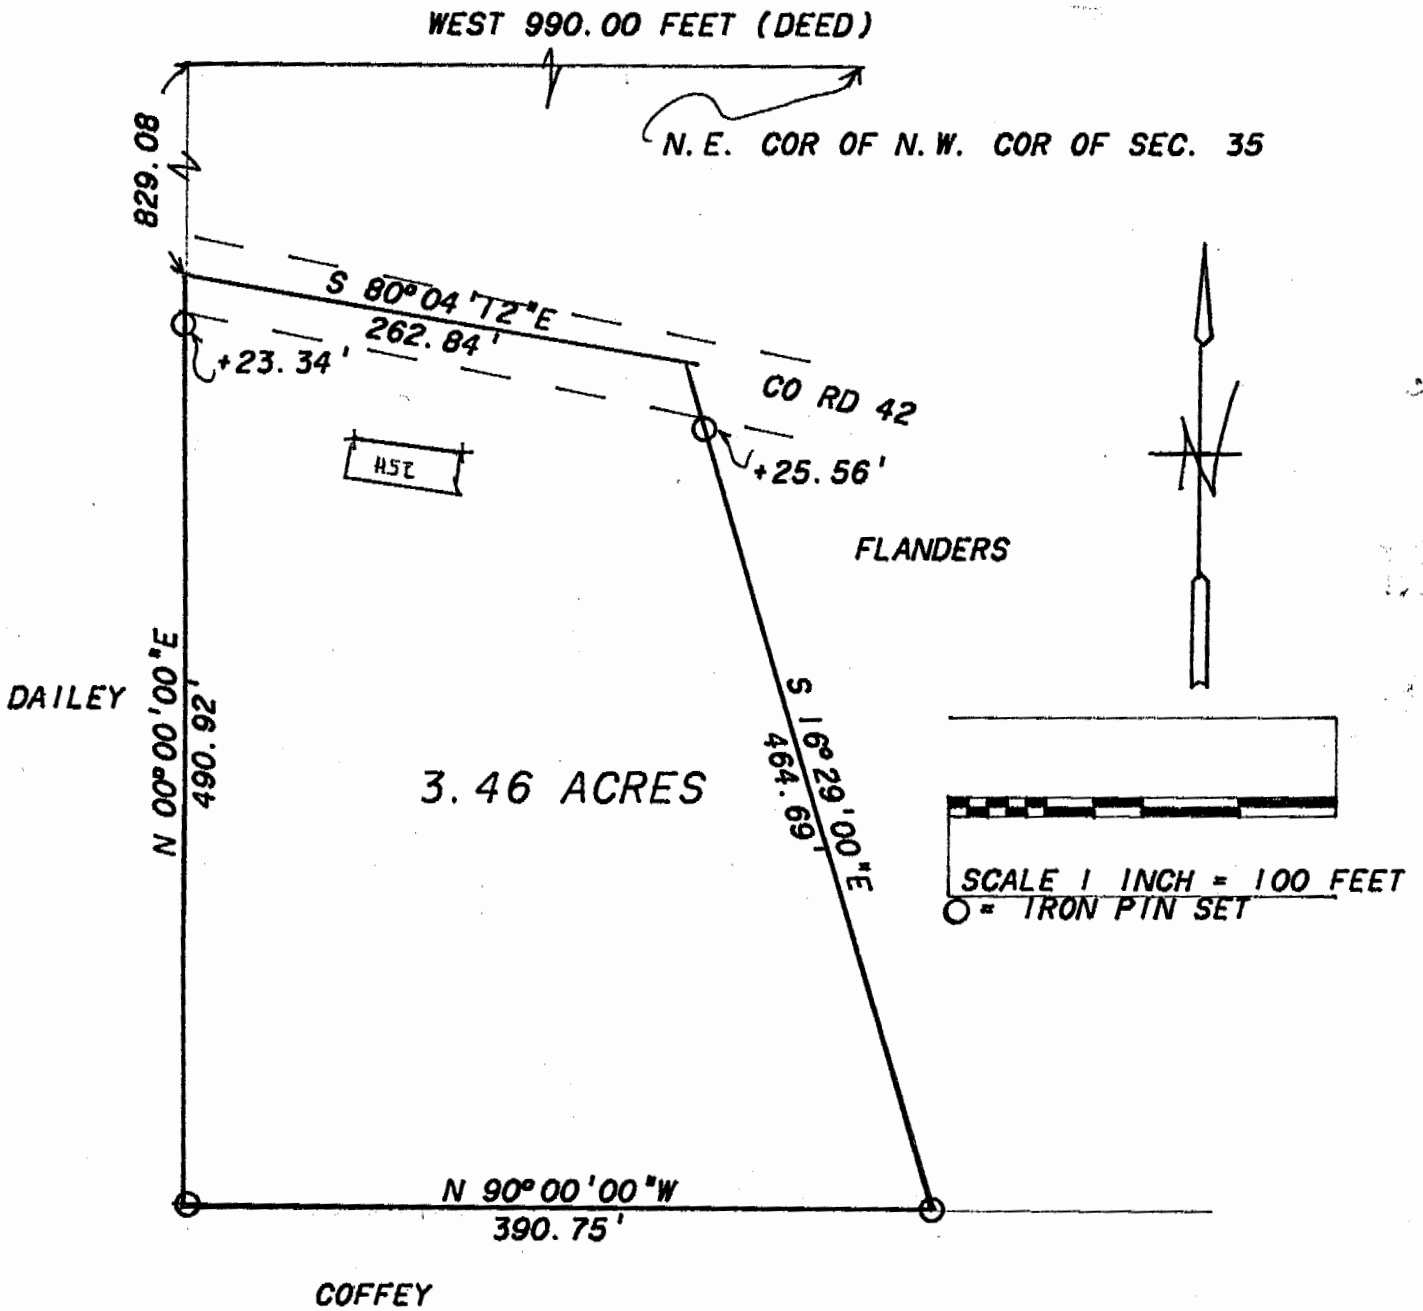 WEST 990.00 FEET (DEED)
829.08
N.E. COR OF N.W. COR OF SEC. 35
S 80°04'12"E
262.84'
+23.34'
CO RD 42
+25.56'
FLANDERS
N
DAILEY
N 00°00'00"E
490.92'
S 16°29'00"E
464.69'
3.46 ACRES
SCALE 1 INCH = 100 FEET
O = IRON PIN SET
N 90°00'00"W
390.75'
COFFEY